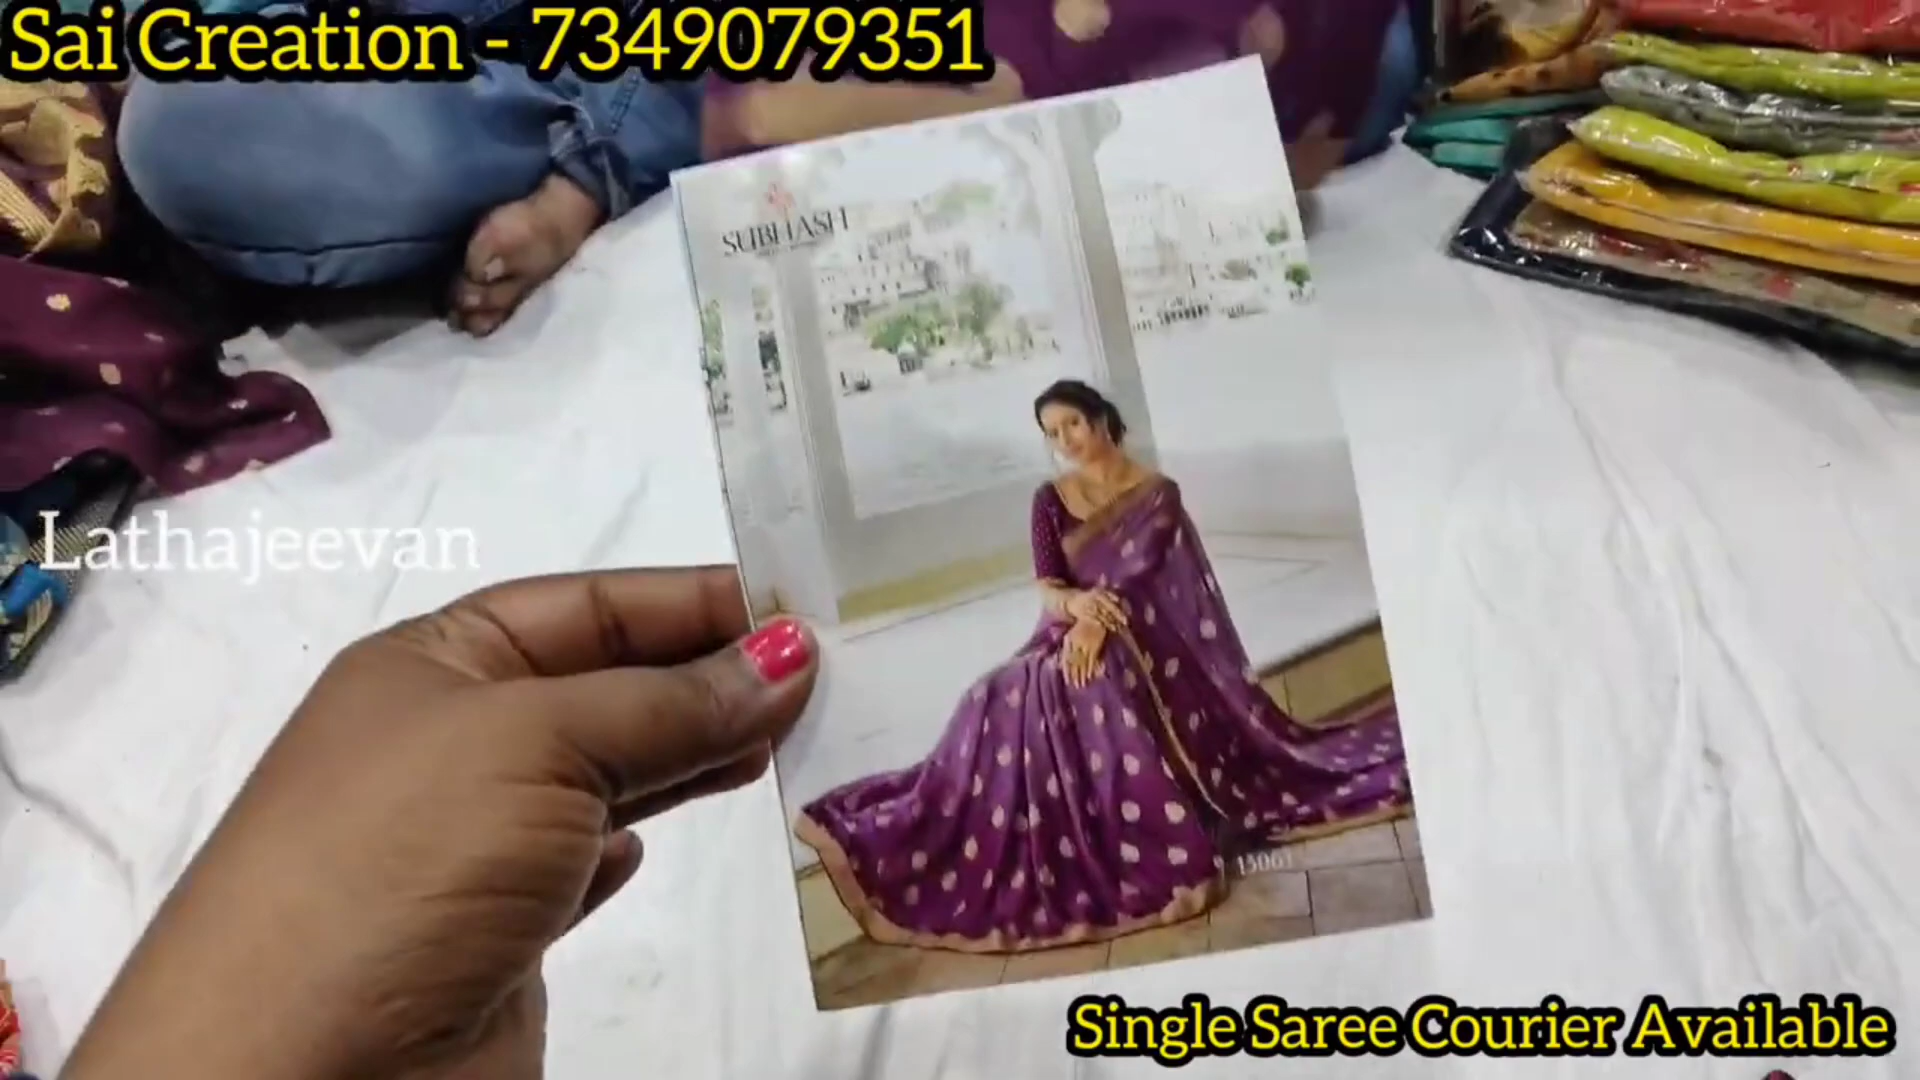 Sai Creation - 7349079351
SUBHASH
Lathajeevan
15061
Single Saree Courier Available